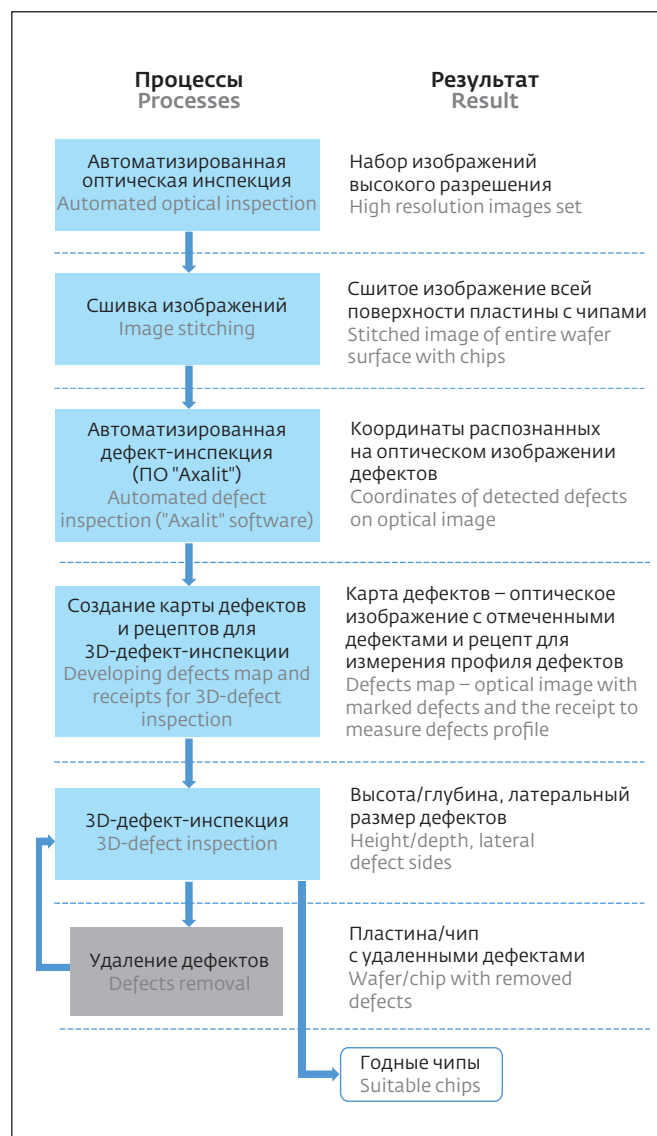 Процессы
Processes
Результат
Result
Автоматизированная
оптическая инспекция
Automated optical inspection
Набор изображений
высокого разрешения
High resolution images set
Сшивка изображений
Image stitching
Сшитое изображение всей
поверхности пластины с чипами
Stitched image of entire wafer
surface with chips
Автоматизированная
дефект-инспекция
(ПО "Axalit")
Automated defect
inspection ("Axalit" software)
Координаты распознанных
на оптическом изображении
дефектов
Coordinates of detected defects
on optical image
Создание карты дефектов
и рецептов для
3D-дефект-инспекции
Developing defects map and
receipts for 3D-defect
inspection
Карта дефектов – оптическое
изображение с отмеченными
дефектами и рецепт для
измерения профиля дефектов
Defects map – optical image with
marked defects and the receipt to
measure defects profile
3D-дефект-инспекция
3D-defect inspection
Высота/глубина, латеральный
размер дефектов
Height/depth, lateral
defect sides
Удаление дефектов
Defects removal
Пластина/чип
с удаленными дефектами
Wafer/chip with removed
defects
Годные чипы
Suitable chips